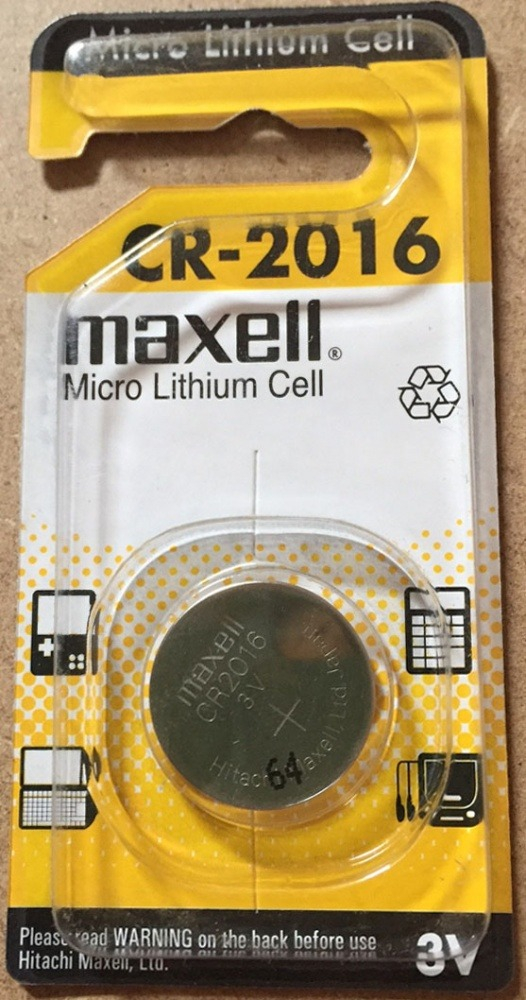 Micro Lithium Cell
CR-2016
maxell®
Micro Lithium Cell
maxell
CR2016
3V
+
Hitachi Maxell, Ltd. Japan
64
Please read WARNING on the back before use
Hitachi Maxell, Ltd.
3V